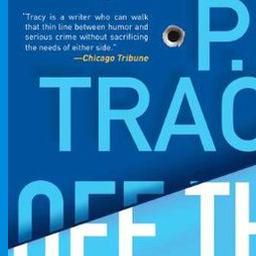 "Tracy is a writer who can walk
that thin line between humor and
serious crime without sacrificing
the needs of either side."
—Chicago Tribune
P.
TRAC
OFF TH